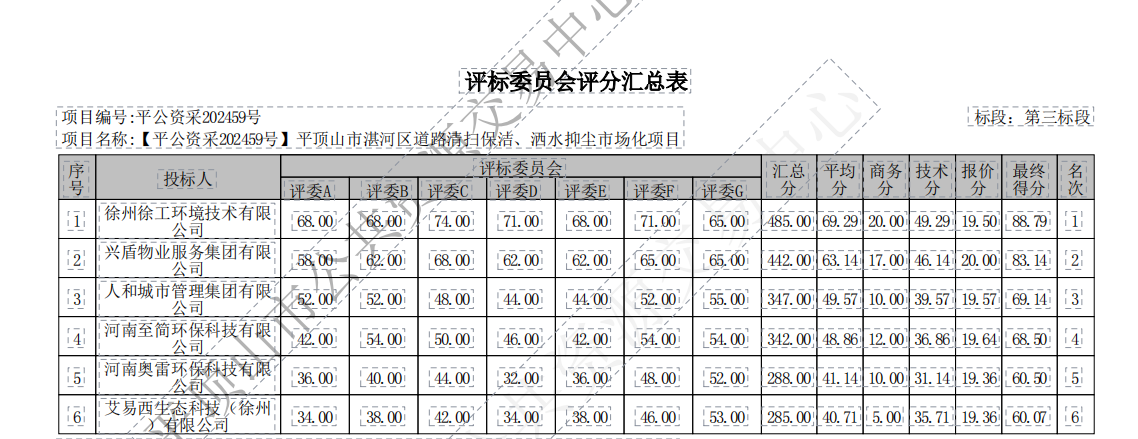 评标委员会评分汇总表
项目编号:平公资采202459号 标段：第三标段
项目名称:【平公资采202459号】平顶山市湛河区道路清扫保洁、洒水抑尘市场化项目
序号 投标人 评标委员会 汇总分 平均分 商务分 技术分 报价分 最终得分 名次
评委A 评委B 评委C 评委D 评委E 评委F 评委G
1 徐州徐工环境技术有限公司 68.00 68.00 74.00 71.00 68.00 71.00 65.00 485.00 69.29 20.00 49.29 19.50 88.79 1
2 兴盾物业服务集团有限公司 58.00 62.00 68.00 62.00 62.00 65.00 65.00 442.00 63.14 17.00 46.14 20.00 83.14 2
3 人和城市管理集团有限公司 52.00 52.00 48.00 44.00 44.00 52.00 55.00 347.00 49.57 10.00 39.57 19.57 69.14 3
4 河南至简环保科技有限公司 42.00 54.00 50.00 46.00 42.00 54.00 54.00 342.00 48.86 12.00 36.86 19.64 68.50 4
5 河南奥雷环保科技有限公司 36.00 40.00 44.00 32.00 36.00 48.00 52.00 288.00 41.14 10.00 31.14 19.36 60.50 5
6 艾易西生态科技（徐州）有限公司 34.00 38.00 42.00 34.00 38.00 46.00 53.00 285.00 40.71 5.00 35.71 19.36 60.07 6
平顶山市公共资源交易中心